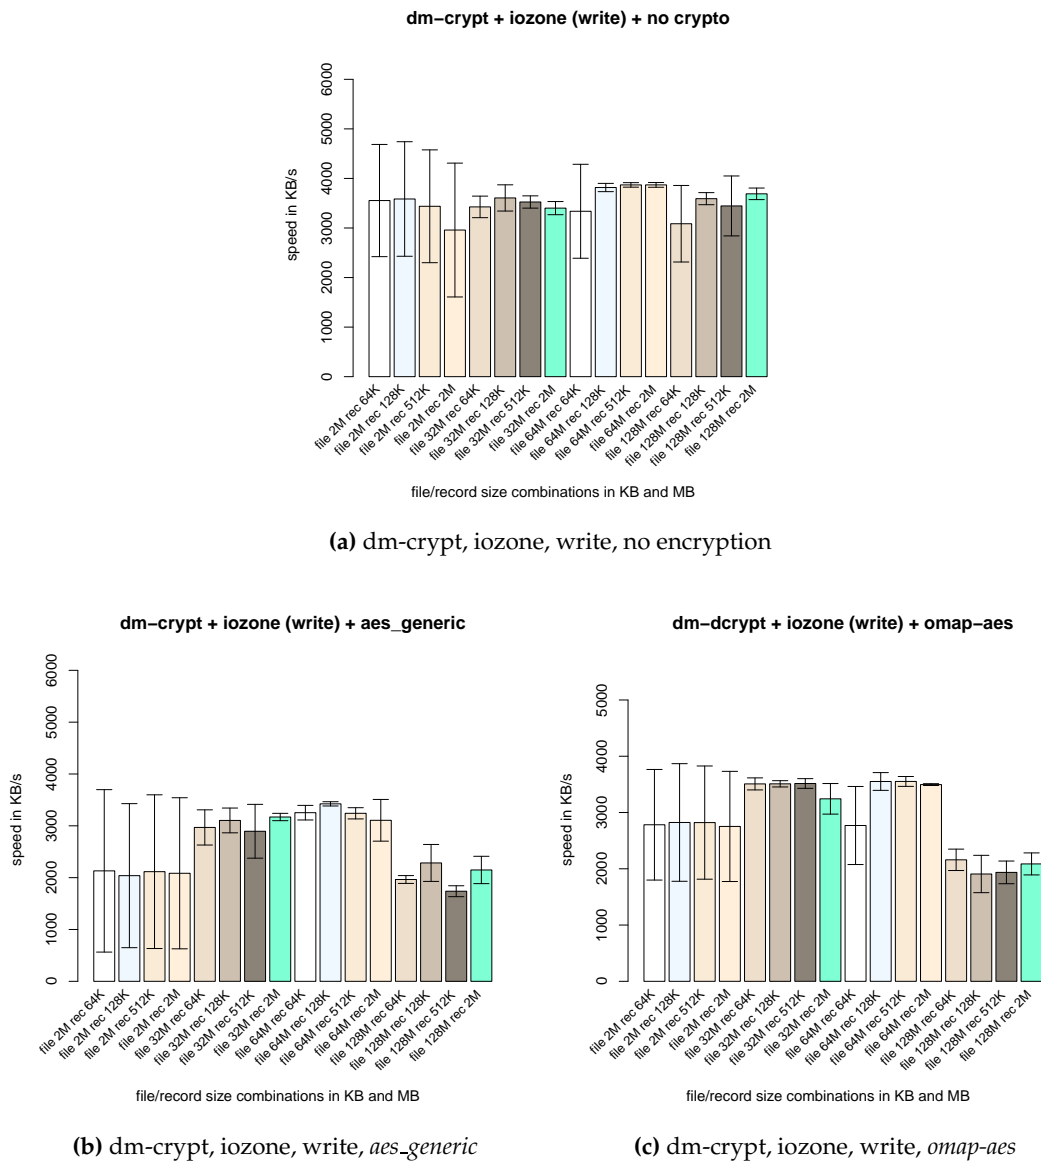 dm−crypt + iozone (write) + no crypto
speed in KB/s
0 1000 2000 3000 4000 5000 6000
file 2M rec 64K
file 2M rec 128K
file 2M rec 512K
file 2M rec 2M
file 32M rec 64K
file 32M rec 128K
file 32M rec 512K
file 32M rec 2M
file 64M rec 64K
file 64M rec 128K
file 64M rec 512K
file 64M rec 2M
file 128M rec 64K
file 128M rec 128K
file 128M rec 512K
file 128M rec 2M
file/record size combinations in KB and MB
(a) dm-crypt, iozone, write, no encryption
dm−crypt + iozone (write) + aes_generic
speed in KB/s
0 1000 2000 3000 4000 5000 6000
file 2M rec 64K
file 2M rec 128K
file 2M rec 512K
file 2M rec 2M
file 32M rec 64K
file 32M rec 128K
file 32M rec 512K
file 32M rec 2M
file 64M rec 64K
file 64M rec 128K
file 64M rec 512K
file 64M rec 2M
file 128M rec 64K
file 128M rec 128K
file 128M rec 512K
file 128M rec 2M
file/record size combinations in KB and MB
(b) dm-crypt, iozone, write, aes_generic
dm−dcrypt + iozone (write) + omap−aes
speed in KB/s
0 1000 2000 3000 4000 5000
file 2M rec 64K
file 2M rec 128K
file 2M rec 512K
file 2M rec 2M
file 32M rec 64K
file 32M rec 128K
file 32M rec 512K
file 32M rec 2M
file 64M rec 64K
file 64M rec 128K
file 64M rec 512K
file 64M rec 2M
file 128M rec 64K
file 128M rec 128K
file 128M rec 512K
file 128M rec 2M
file/record size combinations in KB and MB
(c) dm-crypt, iozone, write, omap-aes